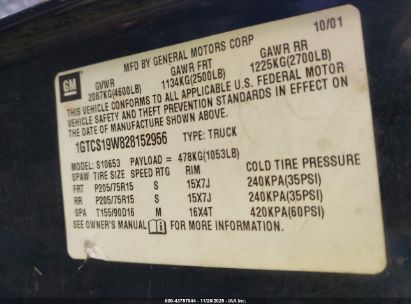 10/01
MFD BY GENERAL MOTORS CORP
GM
GVWR GAWR FRT GAWR RR
2087KG(4600LB) 1134KG(2500LB) 1225KG(2700LB)
THIS VEHICLE CONFORMS TO ALL APPLICABLE U.S. FEDERAL MOTOR
VEHICLE SAFETY AND THEFT PREVENTION STANDARDS IN EFFECT ON
THE DATE OF MANUFACTURE SHOWN ABOVE.
1GTCS19W828152956 TYPE: TRUCK
MODEL: S10653 PAYLOAD = 478KG(1053LB)
SPAW TIRE SIZE SPEED RTG RIM COLD TIRE PRESSURE
FRT P205/75R15 S 15X7J 240KPA(35PSI)
RR P205/75R15 S 15X7J 240KPA(35PSI)
SPA T155/90D16 M 16X4T 420KPA(60PSI)
SEE OWNER'S MANUAL FOR MORE INFORMATION.